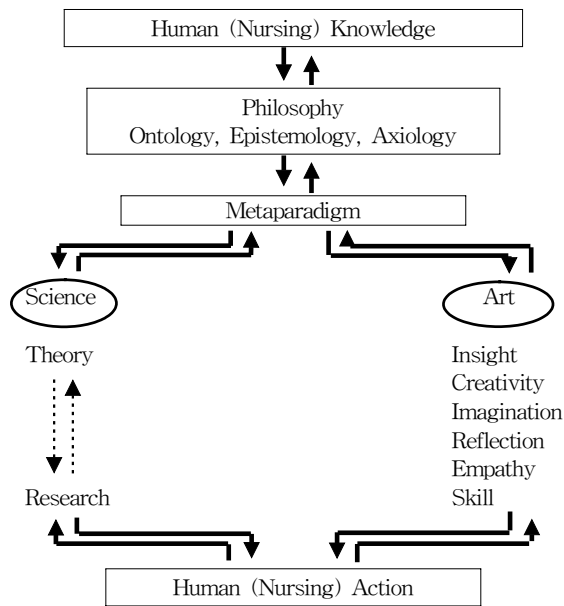 Human (Nursing) Knowledge
Philosophy
Ontology, Epistemology, Axiology
Metaparadigm
Science
Art
Theory
Research
Insight
Creativity
Imagination
Reflection
Empathy
Skill
Human (Nursing) Action